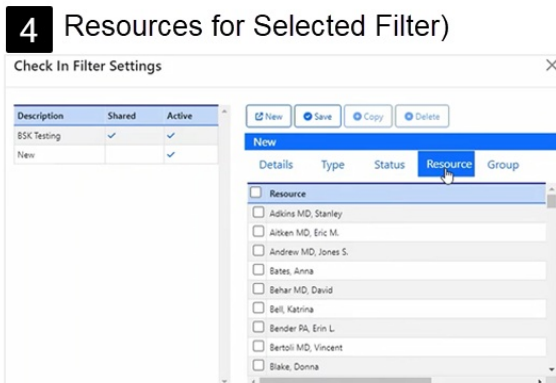 4 Resources for Selected Filter)
Check In Filter Settings
Description Shared Active
BSK Testing
New
New Save Copy Delete
New
Details Type Status Resource Group
Resource
Adkins MD, Stanley
Aitken MD, Eric M.
Andrew MD, Jones S.
Bates, Anna
Behar MD, David
Bell, Katrina
Bender PA, Erin L.
Bertoli MD, Vincent
Blake, Donna